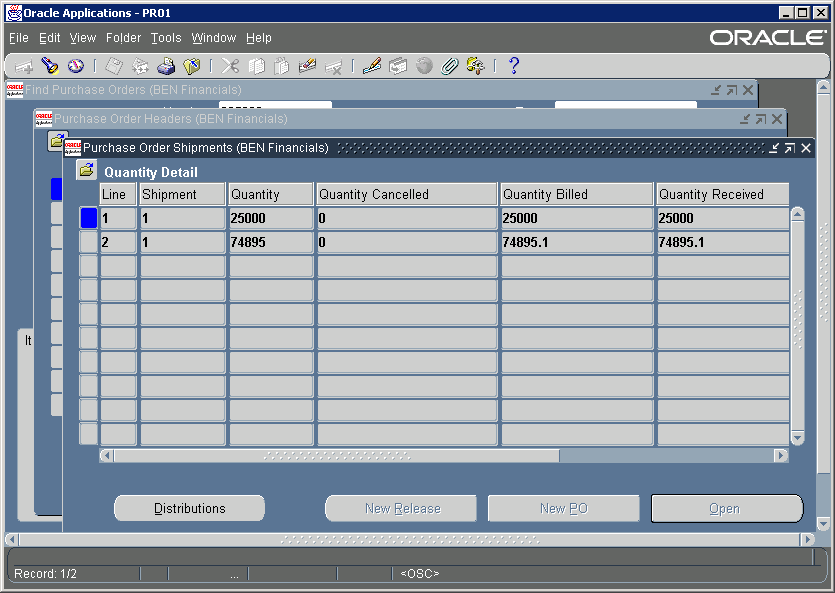 Oracle Applications - PR01
File Edit View Folder Tools Window Help
ORACLE
Find Purchase Orders (BEN Financials)
Purchase Order Headers (BEN Financials)
Purchase Order Shipments (BEN Financials)
Quantity Detail
Line Shipment Quantity Quantity Cancelled Quantity Billed Quantity Received
1 1 25000 0 25000 25000
2 1 74895 0 74895.1 74895.1
It
Distributions New Release New PO Open
Record: 1/2 ... <OSC>